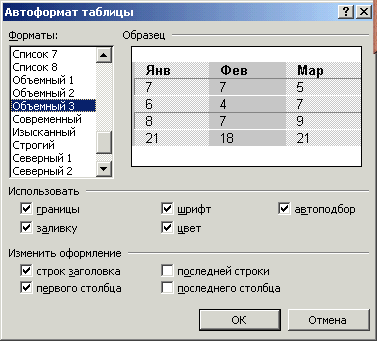 Автоформат таблицы
Форматы:
Список 7
Список 8
Объемный 1
Объемный 2
Объемный 3
Современный
Изысканный
Строгий
Северный 1
Северный 2
Образец
Янв Фев Мар
7 7 5
6 4 7
8 7 9
21 18 21
Использовать
границы шрифт автоподбор
заливку цвет
Изменить оформление
строк заголовка последней строки
первого столбца последнего столбца
ОК Отмена